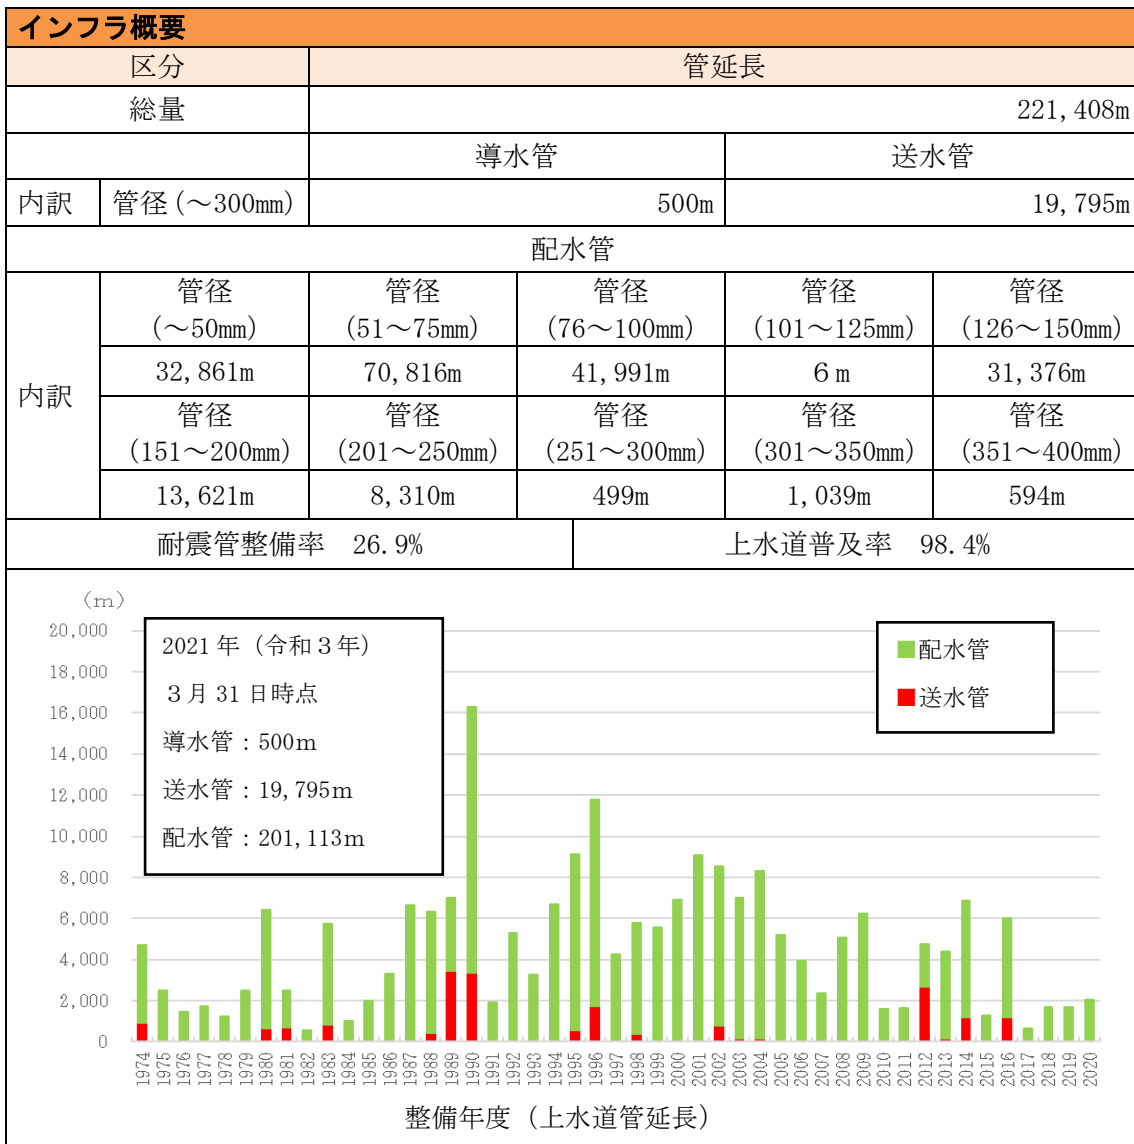 インフラ概要
区分 管延長
総量 221,408m
導水管 送水管
内訳 管径(～300㎜) 500m 19,795m
配水管
内訳
管径 管径 管径 管径 管径
(～50㎜) (51～75㎜) (76～100㎜) (101～125㎜) (126～150㎜)
32,861m 70,816m 41,991m 6m 31,376m
管径 管径 管径 管径 管径
(151～200㎜) (201～250㎜) (251～300㎜) (301～350㎜) (351～400㎜)
13,621m 8,310m 499m 1,039m 594m
耐震管整備率 26.9% 上水道普及率 98.4%
（m）
20,000
18,000
16,000
14,000
12,000
10,000
8,000
6,000
4,000
2,000
0
2021年（令和３年）
３月31日時点
導水管：500m
送水管：19,795m
配水管：201,113m
配水管
送水管
1974 1975 1976 1977 1978 1979 1980 1981 1982 1983 1984 1985 1986 1987 1988 1989 1990 1991 1992 1993 1994 1995 1996 1997 1998 1999 2000 2001 2002 2003 2004 2005 2006 2007 2008 2009 2010 2011 2012 2013 2014 2015 2016 2017 2018 2019 2020
整備年度（上水道管延長）